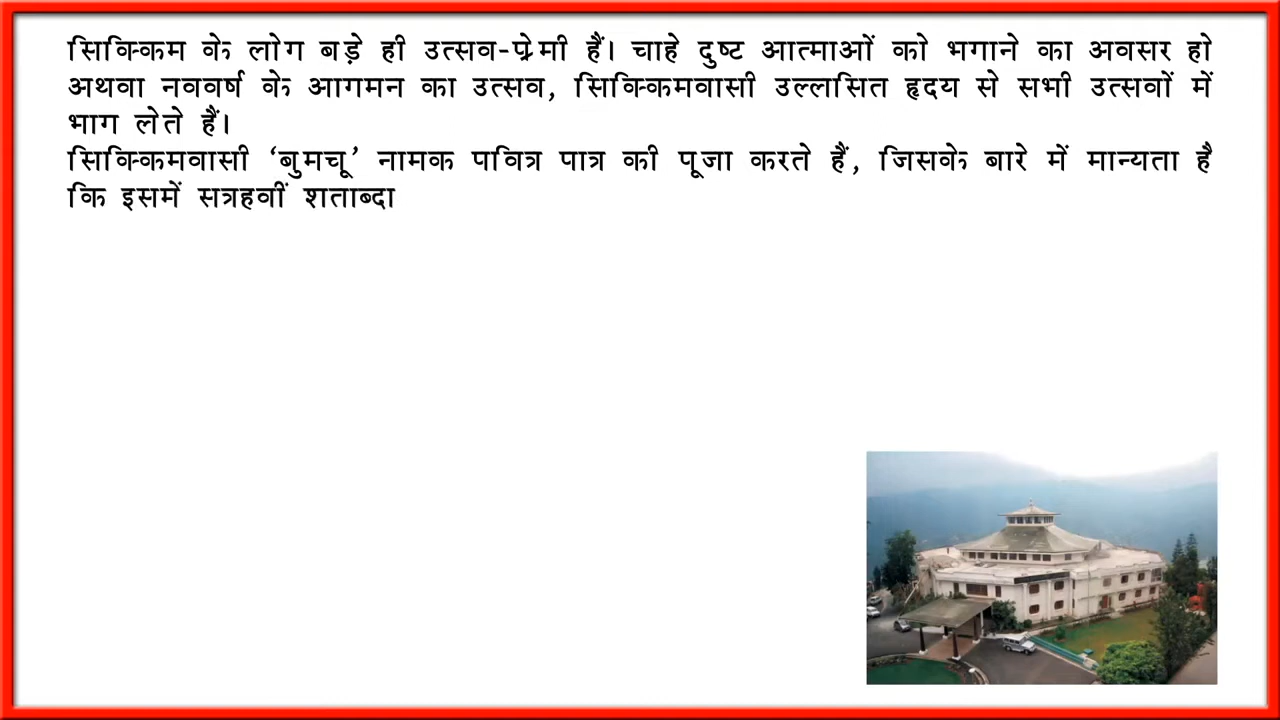 सिक्किम के लोग बड़े ही उत्सव-प्रेमी हैं। चाहे दुष्ट आत्माओं को भगाने का अवसर हो
अथवा नववर्ष के आगमन का उत्सव, सिक्किमवासी उल्लासित हृदय से सभी उत्सवों में
भाग लेते हैं।
सिक्किमवासी ‘बुमचू’ नामक पवित्र पात्र की पूजा करते हैं, जिसके बारे में मान्यता है
कि इसमें सत्रहवीं शताब्दा